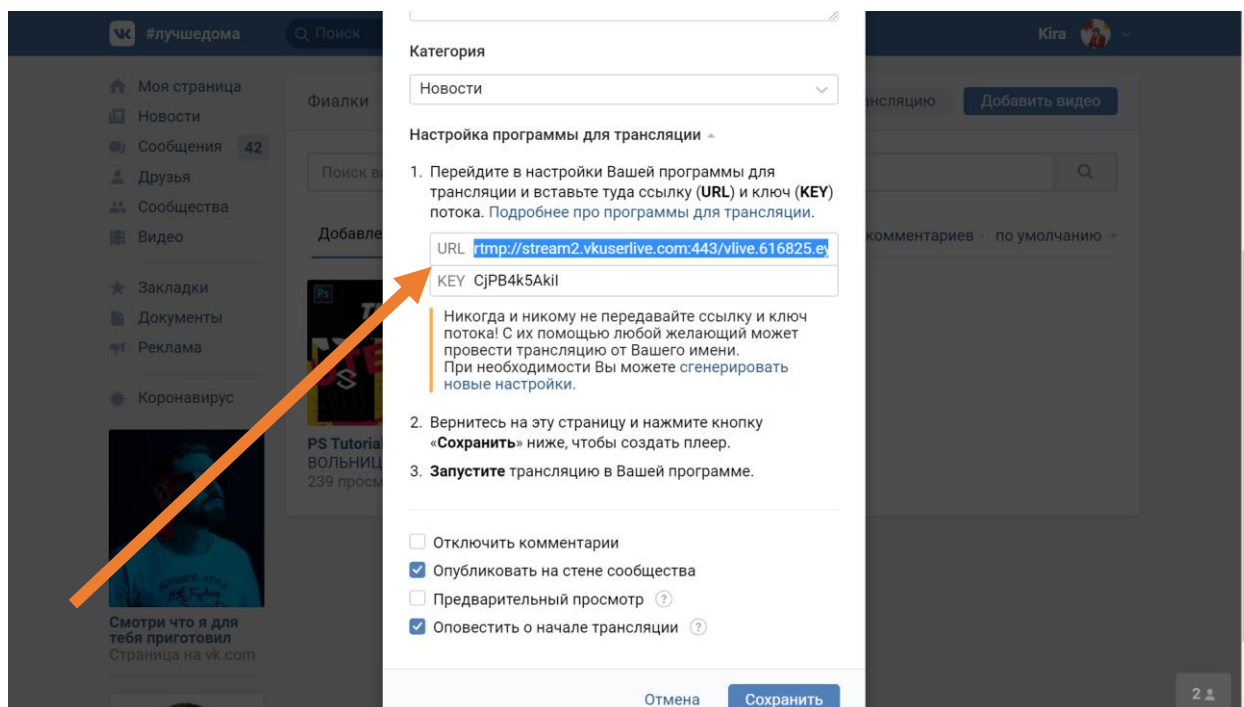 #лучшедома
Поиск
Kira
Моя страница
Новости
Сообщения 42
Друзья
Сообщества
Видео
Закладки
Документы
Реклама
Коронавирус
Смотри что я для
тебя приготовил
Страница на vk.com
Фиалки
Добавить видео
Поиск
Добавле
комментариев · по умолчанию
Ps
PS Tutoria
ВОЛЬНИЦ
239 просм
Категория
Новости
Настройка программы для трансляции
1. Перейдите в настройки Вашей программы для
трансляции и вставьте туда ссылку (URL) и ключ (KEY)
потока. Подробнее про программы для трансляции.
URL rtmp://stream2.vkuserlive.com:443/vlive.616825.ey
KEY CjPB4k5AkiI
Никогда и никому не передавайте ссылку и ключ
потока! С их помощью любой желающий может
провести трансляцию от Вашего имени.
При необходимости Вы можете сгенерировать
новые настройки.
2. Вернитесь на эту страницу и нажмите кнопку
«Сохранить» ниже, чтобы создать плеер.
3. Запустите трансляцию в Вашей программе.
Отключить комментарии
Опубликовать на стене сообщества
Предварительный просмотр ?
Оповестить о начале трансляции ?
Отмена
Сохранить
2